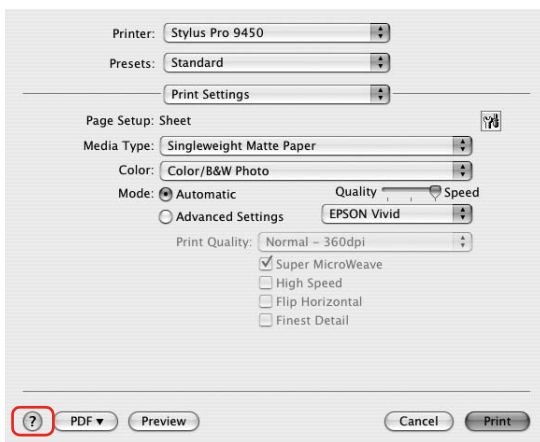 Printer: Stylus Pro 9450
Presets: Standard
Print Settings
Page Setup: Sheet
Media Type: Singleweight Matte Paper
Color: Color/B&W Photo
Mode: Automatic Quality Speed
Advanced Settings EPSON Vivid
Print Quality: Normal – 360dpi
Super MicroWeave
High Speed
Flip Horizontal
Finest Detail
? PDF ▼ Preview Cancel Print